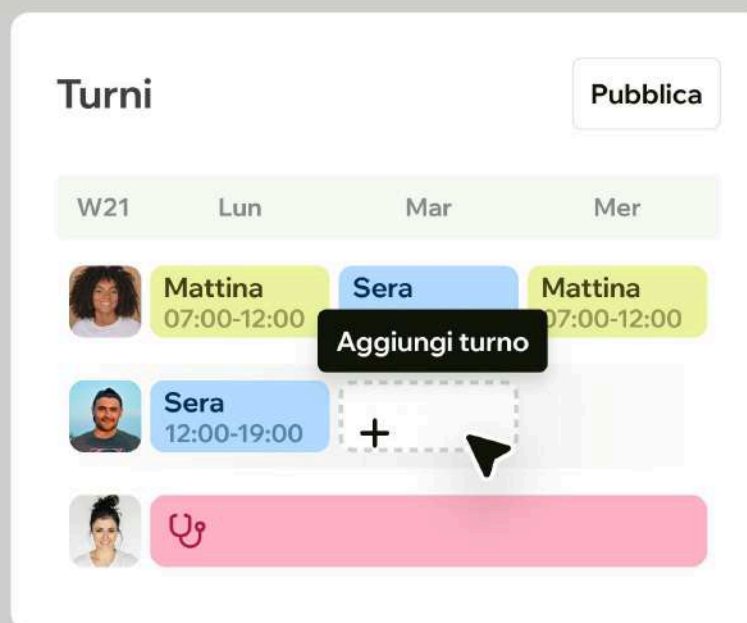 Turni
Pubblica
W21 Lun Mar Mer
Mattina Sera Mattina
07:00-12:00 07:00-12:00
Aggiungi turno
Sera
12:00-19:00 +